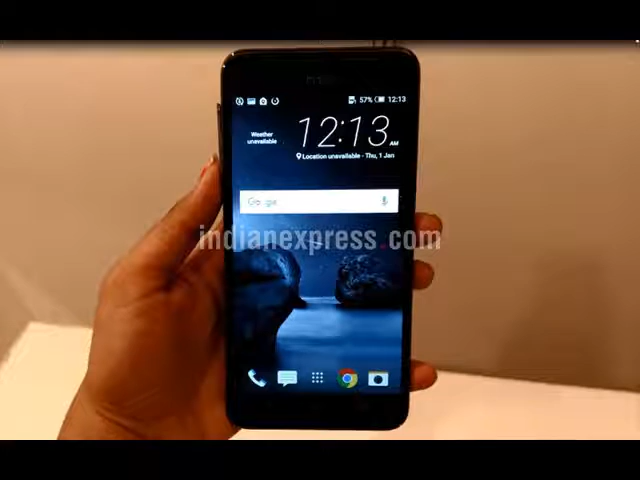 57% 12:13
12:13 AM
Weather
unavailable
Location unavailable - Thu, 1 Jan
Google
indianexpress.com